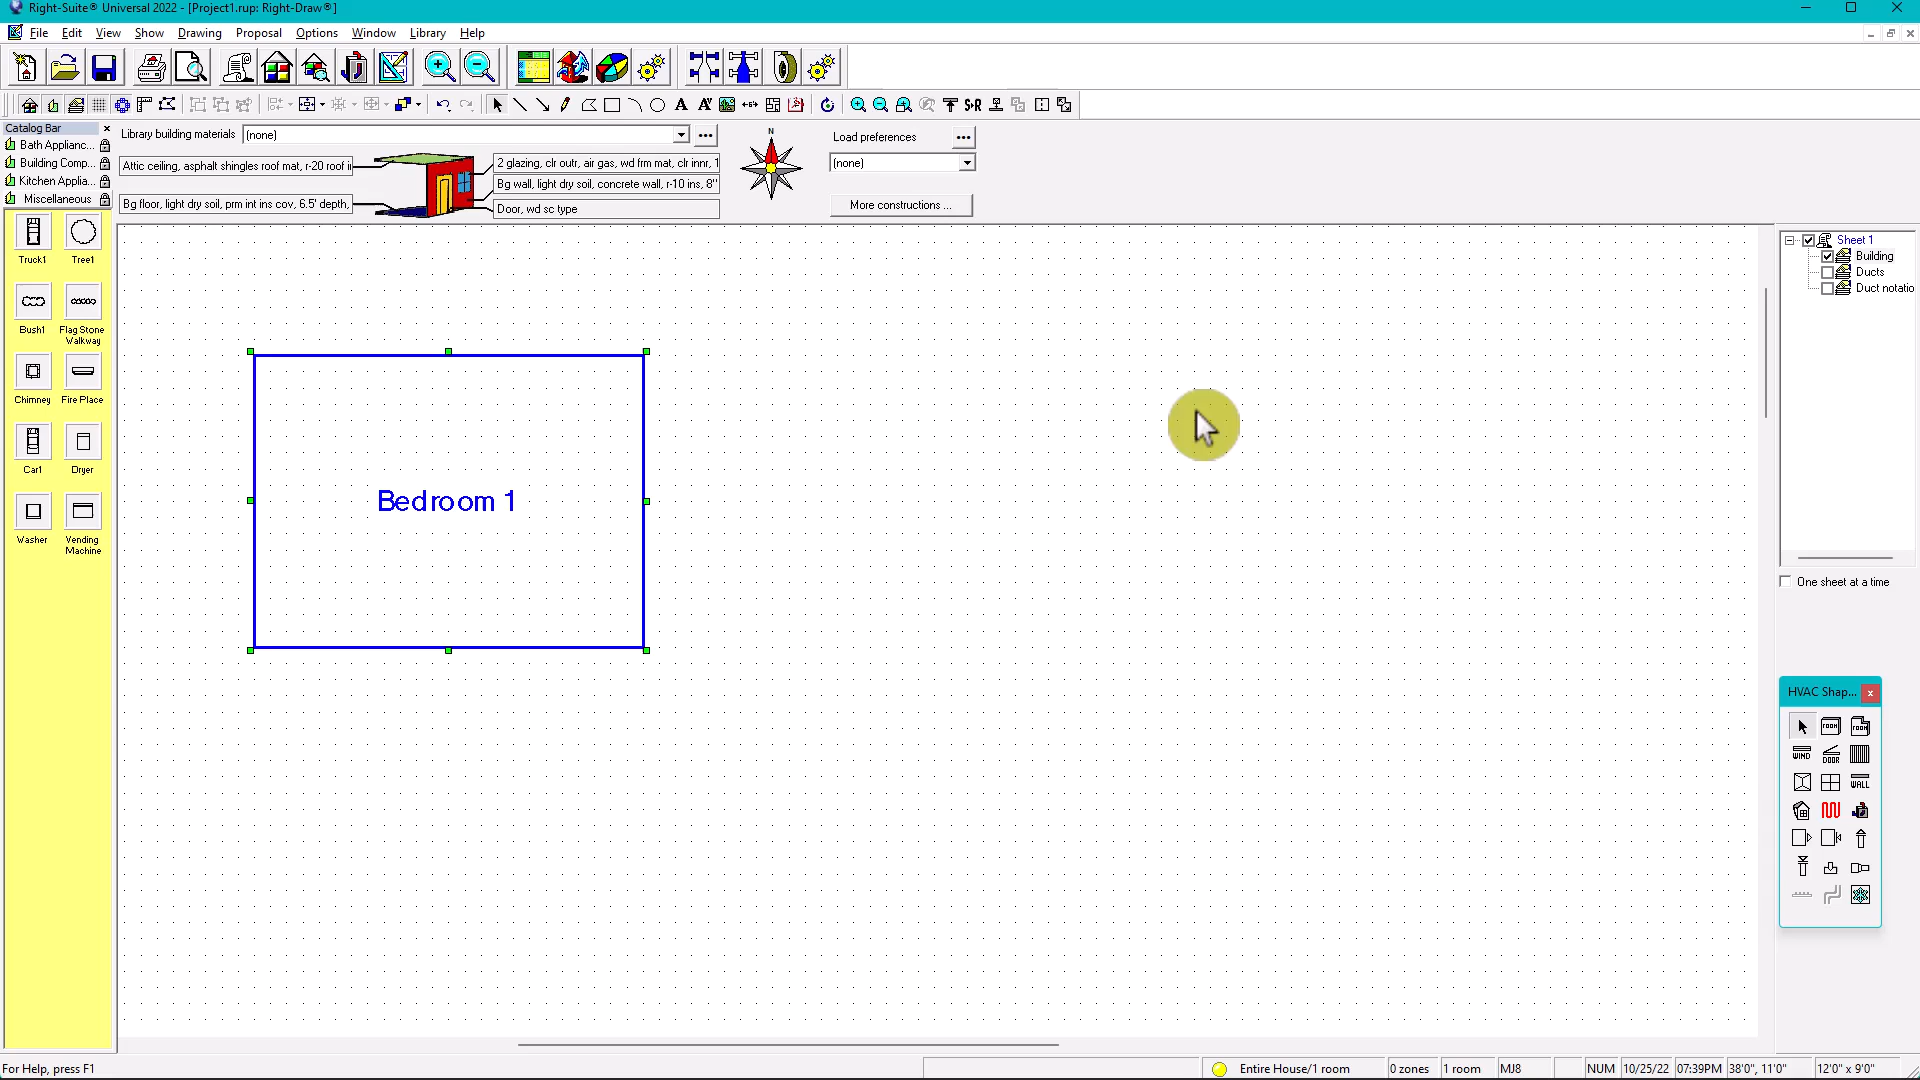 Right-Suite® Universal 2022 - [Project1.rup: Right-Draw®]
File Edit View Show Drawing Proposal Options Window Library Help
A A S•R
Catalog Bar
Bath Applianc...
Building Comp...
Kitchen Applia...
Miscellaneous
Library building materials (none)
Attic ceiling, asphalt shingles roof mat, r-20 roof i
Bg floor, light dry soil, prm int ins cov, 6.5' depth,
2 glazing, clr outr, air gas, wd frm mat, clr innr, 1
Bg wall, light dry soil, concrete wall, r-10 ins, 8"
Door, wd sc type
N
Load preferences
(none)
More constructions ...
Truck1 Tree1
Bush1 Flag Stone Walkway
Chimney Fire Place
Car1 Dryer
Washer Vending Machine
Bedroom 1
Sheet 1
Building
Ducts
Duct notatio
One sheet at a time
HVAC Shap...
ROOM ROOM
WIND DOOR
WALL
For Help, press F1
Entire House/1 room 0 zones 1 room MJ8 NUM 10/25/22 07:39PM 38'0", 11'0" 12'0" x 9'0"